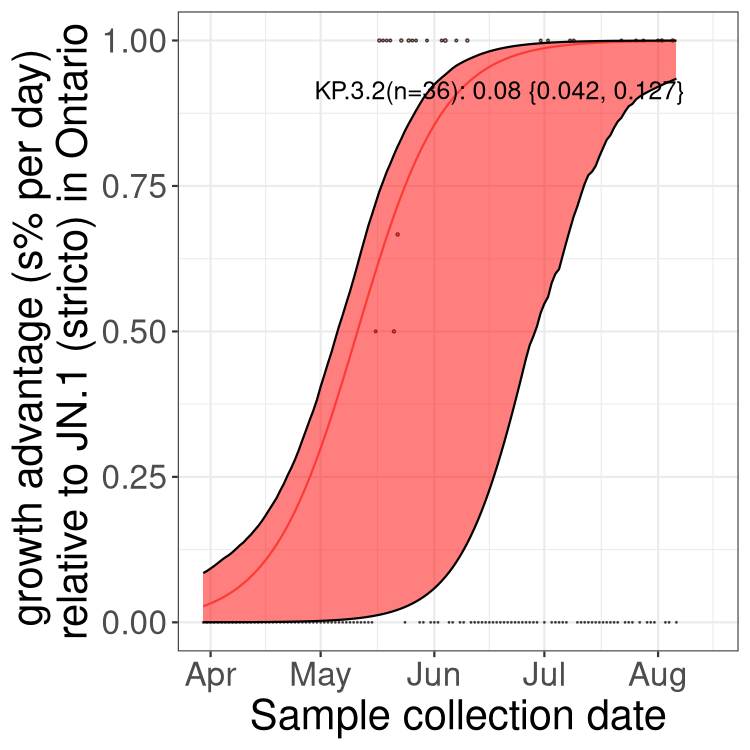 growth advantage (s% per day)
relative to JN.1 (stricto) in Ontario
1.00
0.75
0.50
0.25
0.00
KP.3.2(n=36): 0.08 {0.042, 0.127}
Apr May Jun Jul Aug
Sample collection date